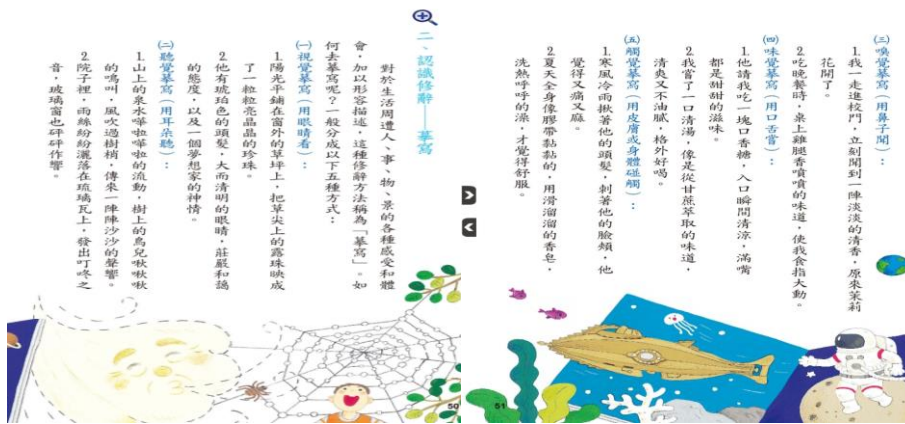 二、認識修辭——摹寫
對於生活周遭人、事、物、景的各種感受和體
會，加以形容描述，這種修辭方法稱為「摹寫」。如
何去摹寫呢？一般分成以下五種方式：
㈠視覺摹寫（用眼睛看）：
1.陽光平鋪在窗外的草坪上，把草尖上的露珠映成
了一粒粒亮晶晶的珍珠。
2.他有琥珀色的頭髮，大而清明的眼睛，莊嚴和藹
的態度，以及一個夢想家的神情。
㈡聽覺摹寫（用耳朵聽）：
1.山上的泉水嘩啦嘩啦的流動，樹上的鳥兒啾啾啾
的鳴叫，風吹過樹梢，傳來一陣陣沙沙的聲響。
2.院子裡，雨絲紛紛灑落在琉璃瓦上，發出叮咚之
音，玻璃窗也砰砰作響。
50
㈢嗅覺摹寫（用鼻子聞）：
1.我一走進校門，立刻聞到一陣淡淡的清香，原來茉莉
花開了。
2.吃晚餐時，桌上雞腿香噴噴的味道，使我食指大動。
㈣味覺摹寫（用口舌嘗）：
1.他請我吃一塊口香糖，入口瞬間清涼，滿嘴
都是甜甜的滋味。
2.我嘗了一口清湯，像是從甘蔗萃取的味道，
清爽又不油膩，格外好喝。
㈤觸覺摹寫（用皮膚或身體碰觸）：
1.寒風冷雨揪著他的頭髮，刺著他的臉頰，他
覺得又痛又麻。
2.夏天全身像膠帶黏黏的，用滑溜溜的香皂，
洗熱呼呼的澡，才覺得舒服。
51